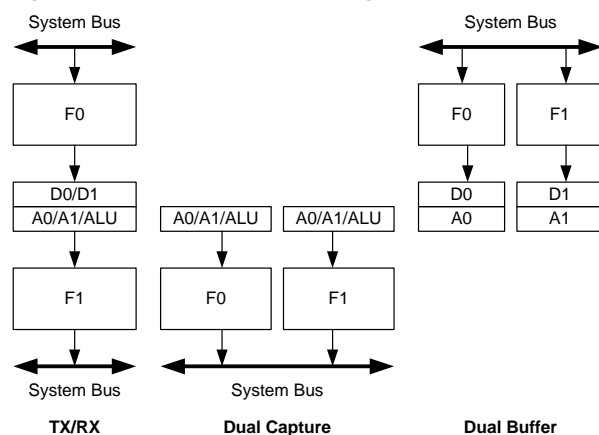 System Bus
System Bus
F0
F0
F1
D0/D1
D0
D1
A0/A1/ALU
A0/A1/ALU
A0/A1/ALU
A0
A1
F1
F0
F1
System Bus
System Bus
TX/RX
Dual Capture
Dual Buffer